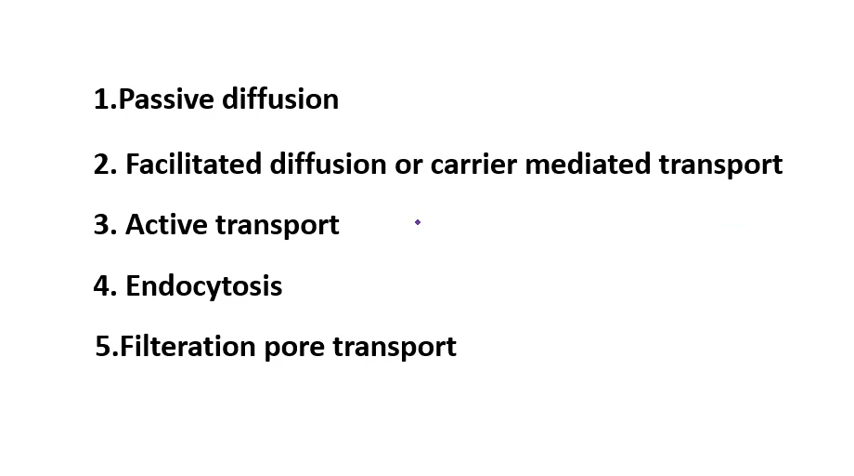 1.Passive diffusion
2. Facilitated diffusion or carrier mediated transport
3. Active transport
4. Endocytosis
5.Filteration pore transport